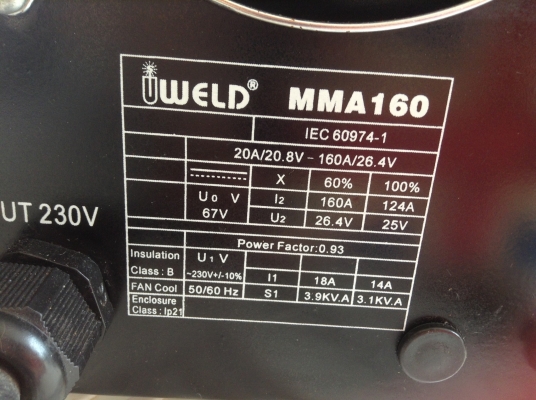 UWELD® MMA160
IEC 60974-1
20A/20.8V - 160A/26.4V
X 60% 100%
U0 V I2 160A 124A
67V U2 26.4V 25V
UT 230V
Power Factor:0.93
Insulation Class : B U1 V
~230V+/-10% I1 18A 14A
FAN Cool 50/60 Hz S1 3.9KV.A 3.1KV.A
Enclosure
Class : Ip21